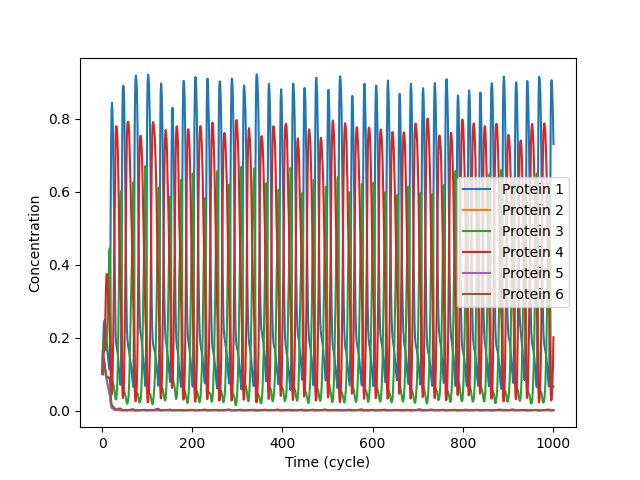 0.8
0.6
0.4
0.2
0.0
Concentration
0
200
400
600
800
1000
Time (cycle)
Protein 1
Protein 2
Protein 3
Protein 4
Protein 5
Protein 6